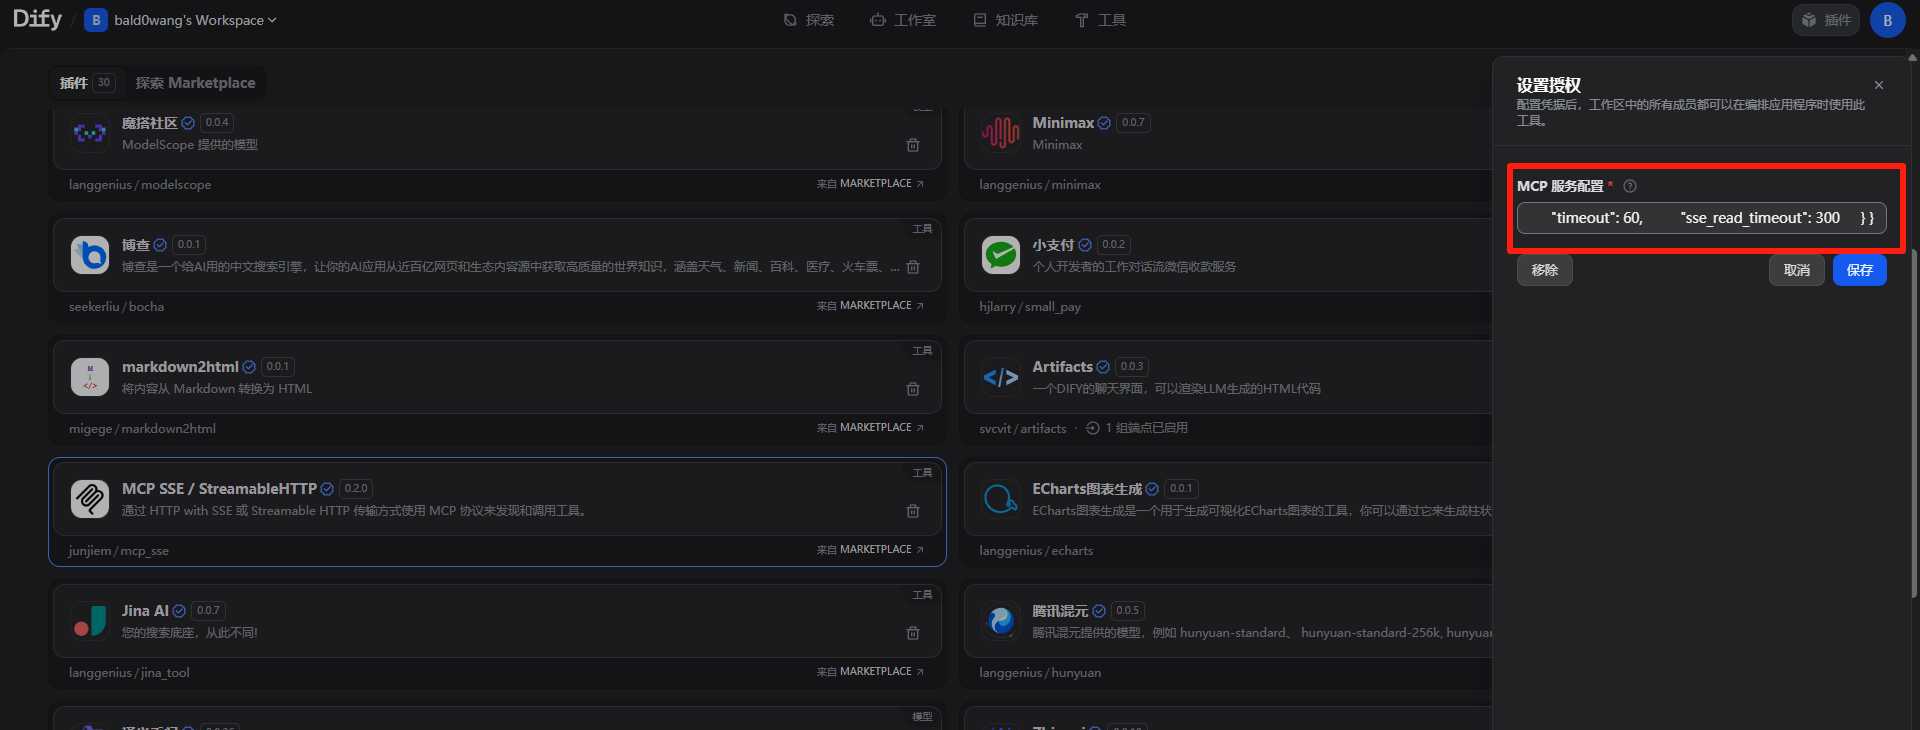 Dify / B bald0wang's Workspace 探索 工作室 知识库 工具 插件 B
插件 30 探索 Marketplace
魔搭社区 0.0.4
ModelScope 提供的模型
langgenius / modelscope 来自 MARKETPLACE
Minimax 0.0.7
Minimax
langgenius / minimax
工具
博查 0.0.1
博查是一个给AI用的中文搜索引擎，让你的AI应用从近百亿网页和生态内容源中获取高质量的世界知识，涵盖天气、新闻、百科、医疗、火车票、...
seekerliu / bocha 来自 MARKETPLACE
小支付 0.0.2
个人开发者的工作对话流微信收款服务
hjlarry / small_pay
工具
markdown2html 0.0.1
将内容从 Markdown 转换为 HTML
migege / markdown2html 来自 MARKETPLACE
Artifacts 0.0.3
一个DIFY的聊天界面，可以渲染LLM生成的HTML代码
svcvit / artifacts · 1 组端点已启用
工具
MCP SSE / StreamableHTTP 0.2.0
通过 HTTP with SSE 或 Streamable HTTP 传输方式使用 MCP 协议来发现和调用工具。
junjiem / mcp_sse 来自 MARKETPLACE
ECharts图表生成 0.0.1
ECharts图表生成是一个用于生成可视化ECharts图表的工具，你可以通过它来生成柱状
langgenius / echarts
工具
Jina AI 0.0.7
您的搜索底座，从此不同!
langgenius / jina_tool 来自 MARKETPLACE
腾讯混元 0.0.5
腾讯混元提供的模型，例如 hunyuan-standard、 hunyuan-standard-256k, hunyuan
langgenius / hunyuan
模型
设置授权
配置凭据后，工作区中的所有成员都可以在编排应用程序时使用此
工具。
MCP 服务配置 *
"timeout": 60, "sse_read_timeout": 300 } }
移除 取消 保存